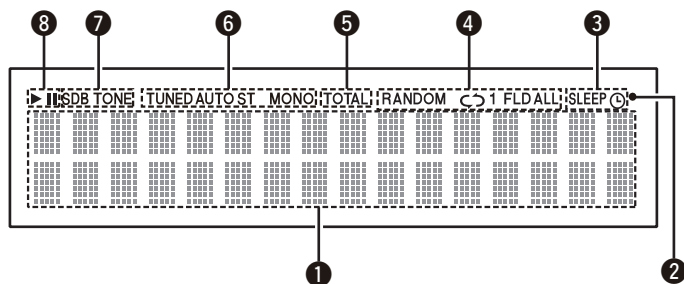 8 7 6 5 4 3
►II SDB TONE TUNED AUTO ST MONO TOTAL RANDOM 1 FLD ALL SLEEP
1 2